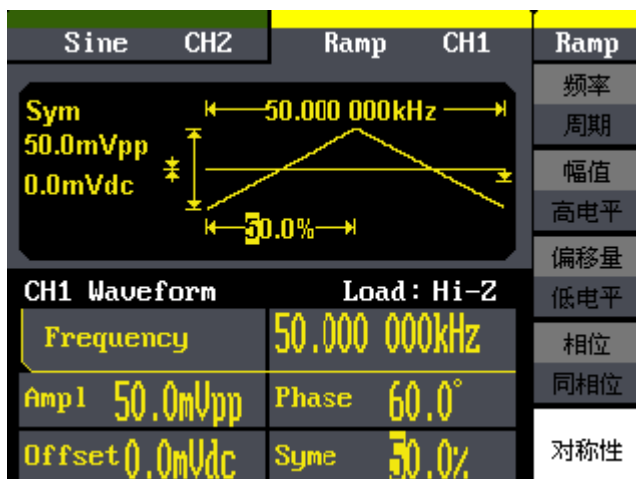 Sine CH2 Ramp CH1 Ramp
Sym 50.000 000kHz
50.0mVpp
0.0mVdc
50.0%
CH1 Waveform Load: Hi-Z
Frequency 50.000 000kHz
Ampl 50.0mVpp Phase 60.0°
Offset 0.0mVdc Syme 50.0%
频率
周期
幅值
高电平
偏移量
低电平
相位
同相位
对称性